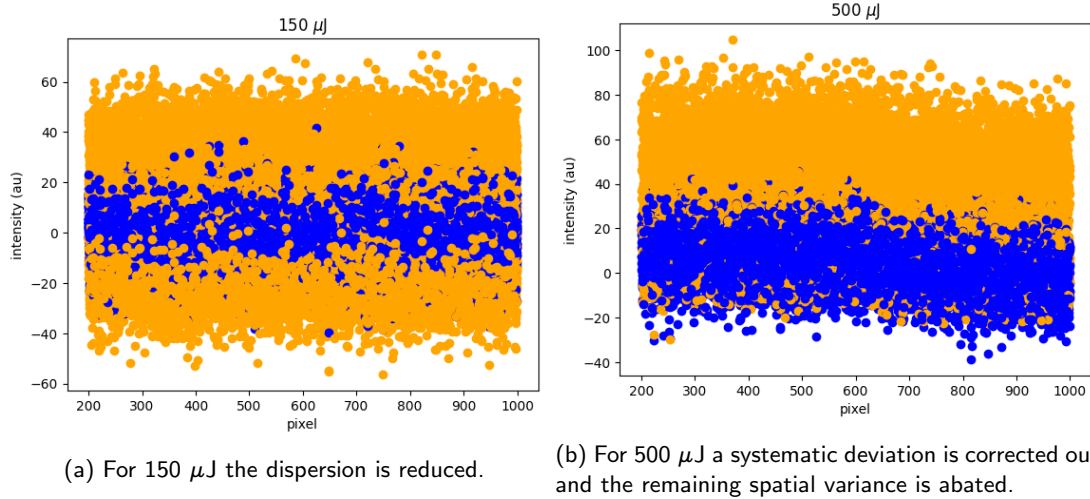 150 μJ
60
40
20
0
−20
−40
−60
intensity (au)
200 300 400 500 600 700 800 900 1000
pixel
(a) For 150 μJ the dispersion is reduced.
500 μJ
100
80
60
40
20
0
−20
−40
intensity (au)
200 300 400 500 600 700 800 900 1000
pixel
(b) For 500 μJ a systematic deviation is corrected ou
and the remaining spatial variance is abated.